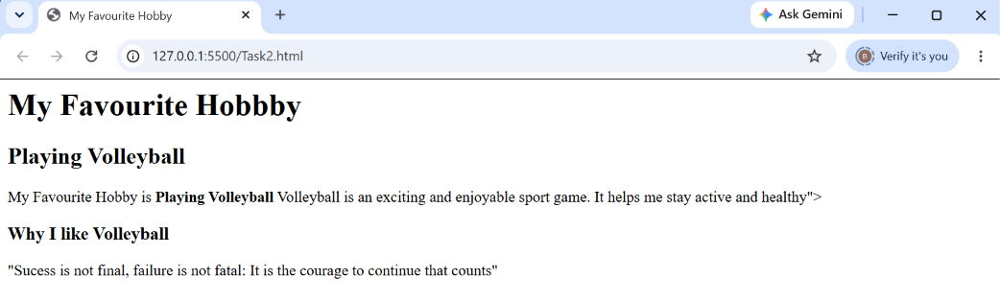 My Favourite Hobby
Ask Gemini
127.0.0.1:5500/Task2.html
B
Verify it's you
My Favourite Hobbby
Playing Volleyball
My Favourite Hobby is Playing Volleyball Volleyball is an exciting and enjoyable sport game. It helps me stay active and healthy">
Why I like Volleyball
"Sucess is not final, failure is not fatal: It is the courage to continue that counts"